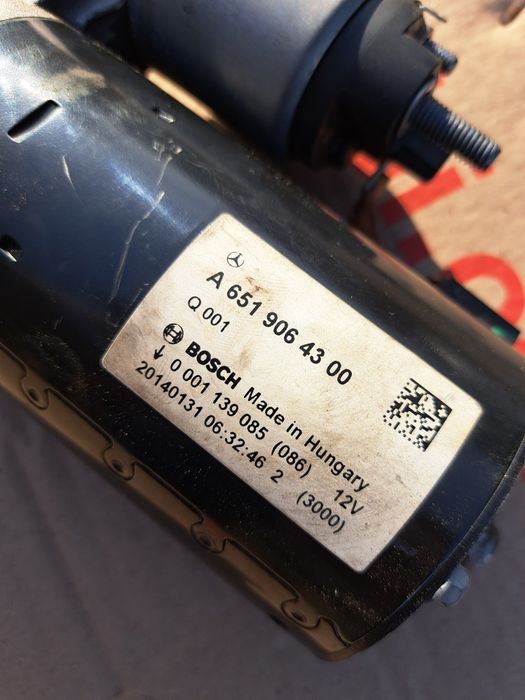 A 651 906 43 00
Q 001
BOSCH Made in Hungary
0 001 139 085 (086) 12V
20140131 06:32:46 2 (3000)